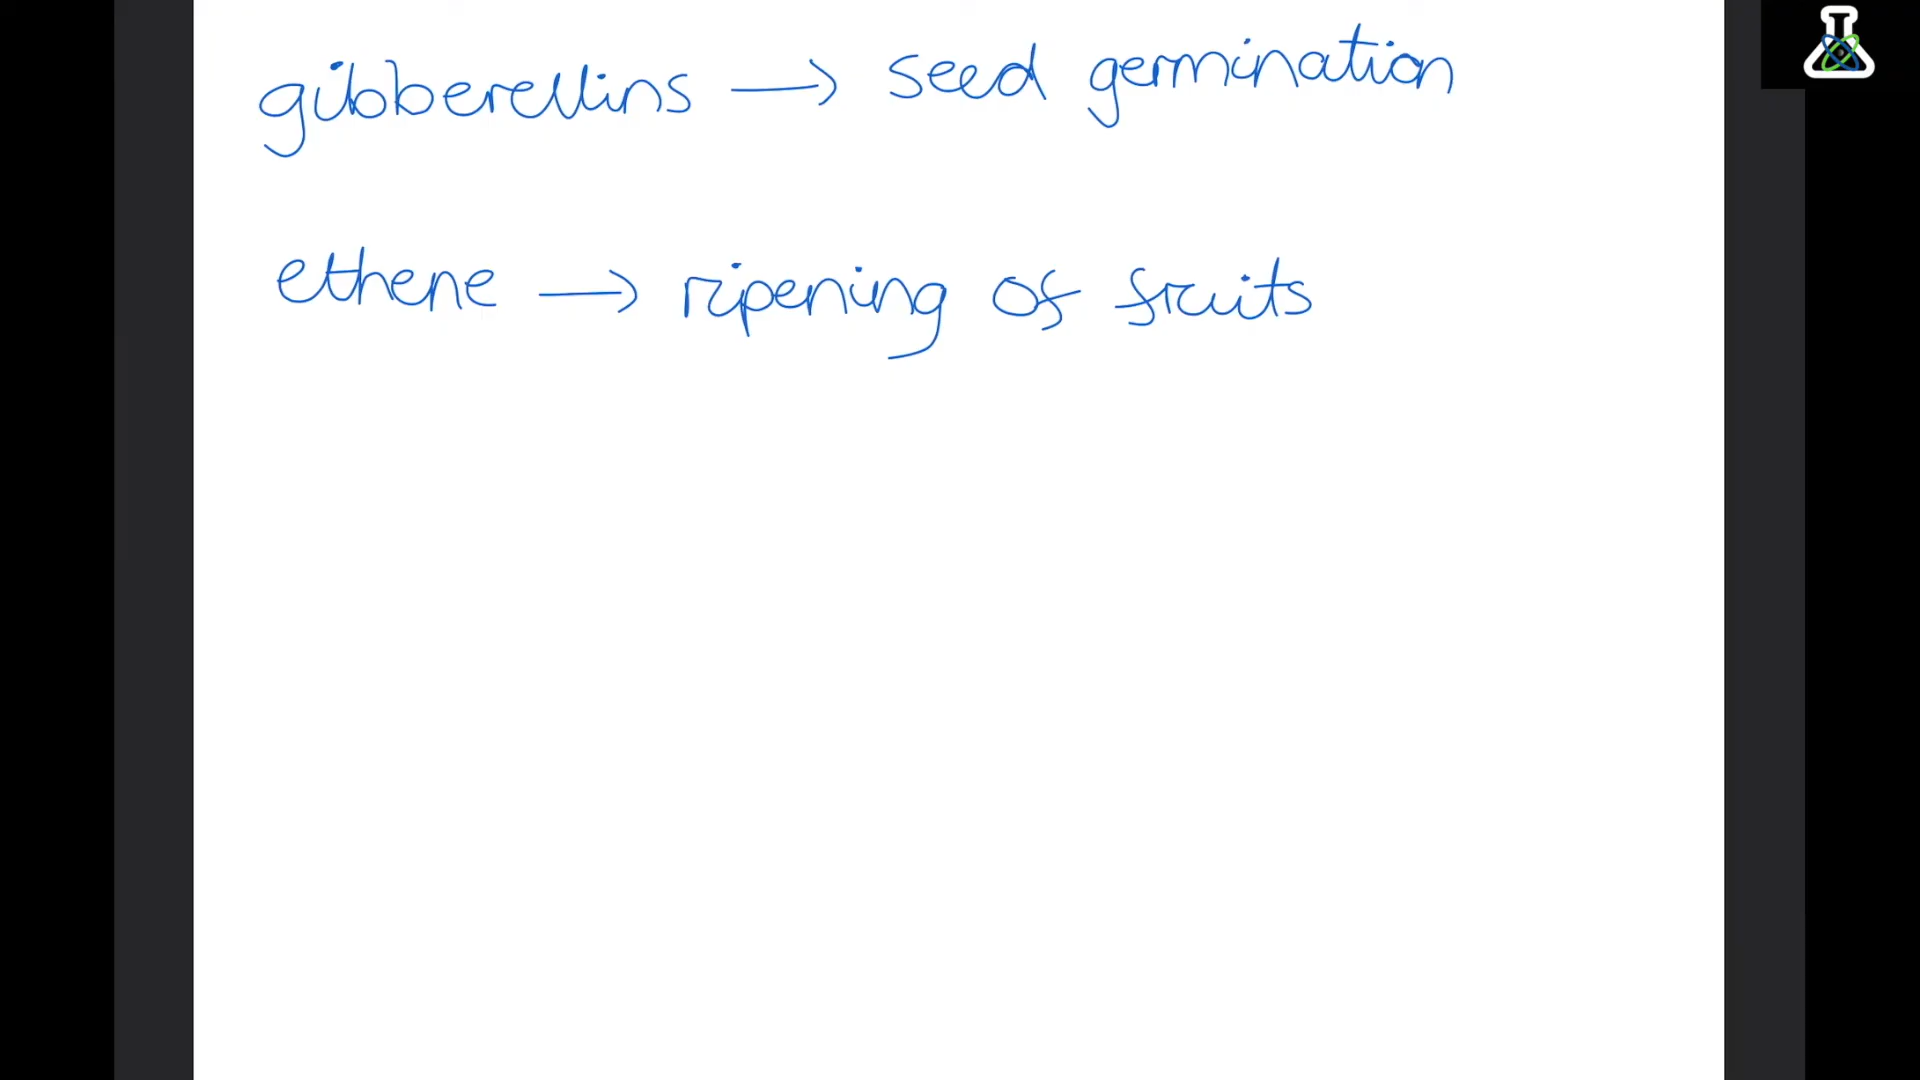 gibberellins → seed germination
ethene → ripening of fruits